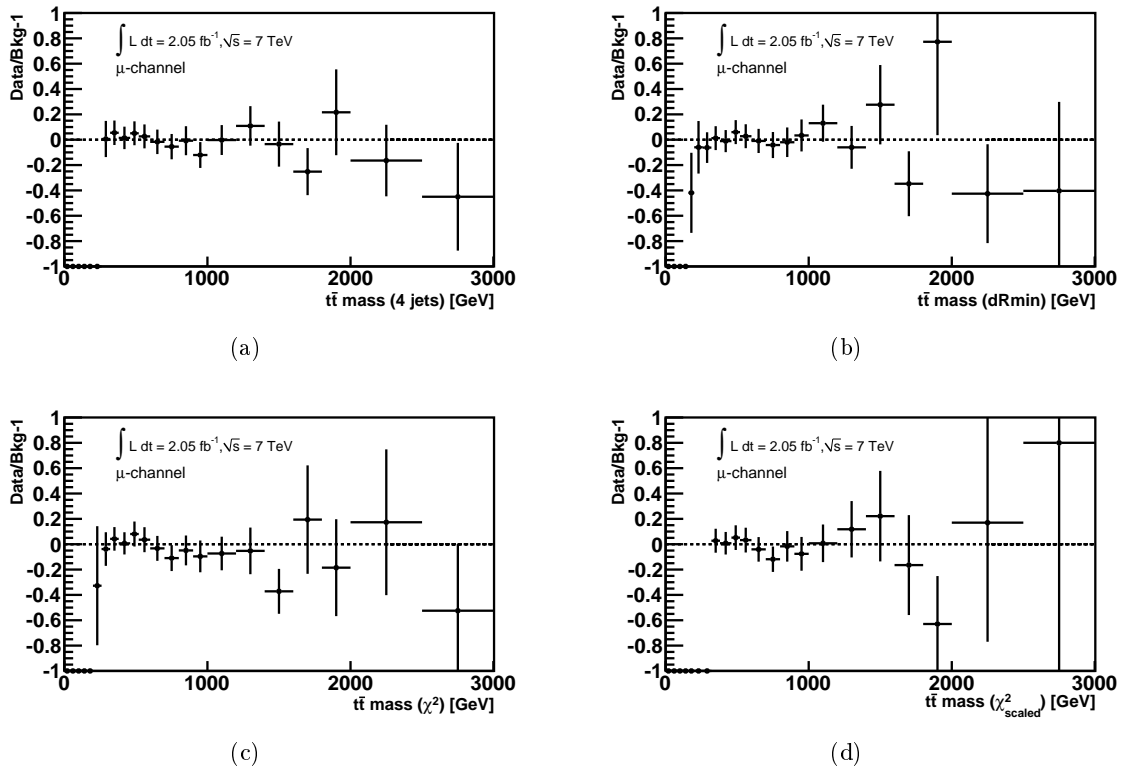 Data/Bkg-1
1
0.8
0.6
0.4
0.2
0
-0.2
-0.4
-0.6
-0.8
-1
∫ L dt = 2.05 fb⁻¹,√s = 7 TeV
μ-channel
0 1000 2000 3000
tt̄ mass (4 jets) [GeV]
(a)
Data/Bkg-1
1
0.8
0.6
0.4
0.2
0
-0.2
-0.4
-0.6
-0.8
-1
∫ L dt = 2.05 fb⁻¹,√s = 7 TeV
μ-channel
0 1000 2000 3000
tt̄ mass (dRmin) [GeV]
(b)
Data/Bkg-1
1
0.8
0.6
0.4
0.2
0
-0.2
-0.4
-0.6
-0.8
-1
∫ L dt = 2.05 fb⁻¹,√s = 7 TeV
μ-channel
0 1000 2000 3000
tt̄ mass (χ²) [GeV]
(c)
Data/Bkg-1
1
0.8
0.6
0.4
0.2
0
-0.2
-0.4
-0.6
-0.8
-1
∫ L dt = 2.05 fb⁻¹,√s = 7 TeV
μ-channel
0 1000 2000 3000
tt̄ mass (χ²scaled) [GeV]
(d)